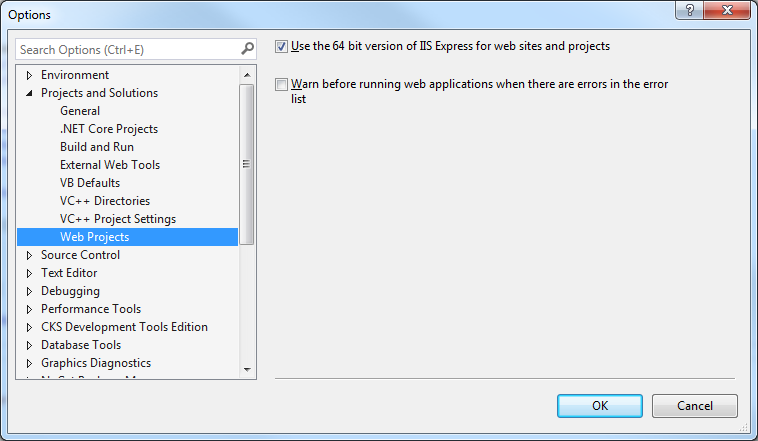 Options
?
Search Options (Ctrl+E)
Environment
Projects and Solutions
General
.NET Core Projects
Build and Run
External Web Tools
VB Defaults
VC++ Directories
VC++ Project Settings
Web Projects
Source Control
Text Editor
Debugging
Performance Tools
CKS Development Tools Edition
Database Tools
Graphics Diagnostics
Use the 64 bit version of IIS Express for web sites and projects
Warn before running web applications when there are errors in the error
list
OK
Cancel